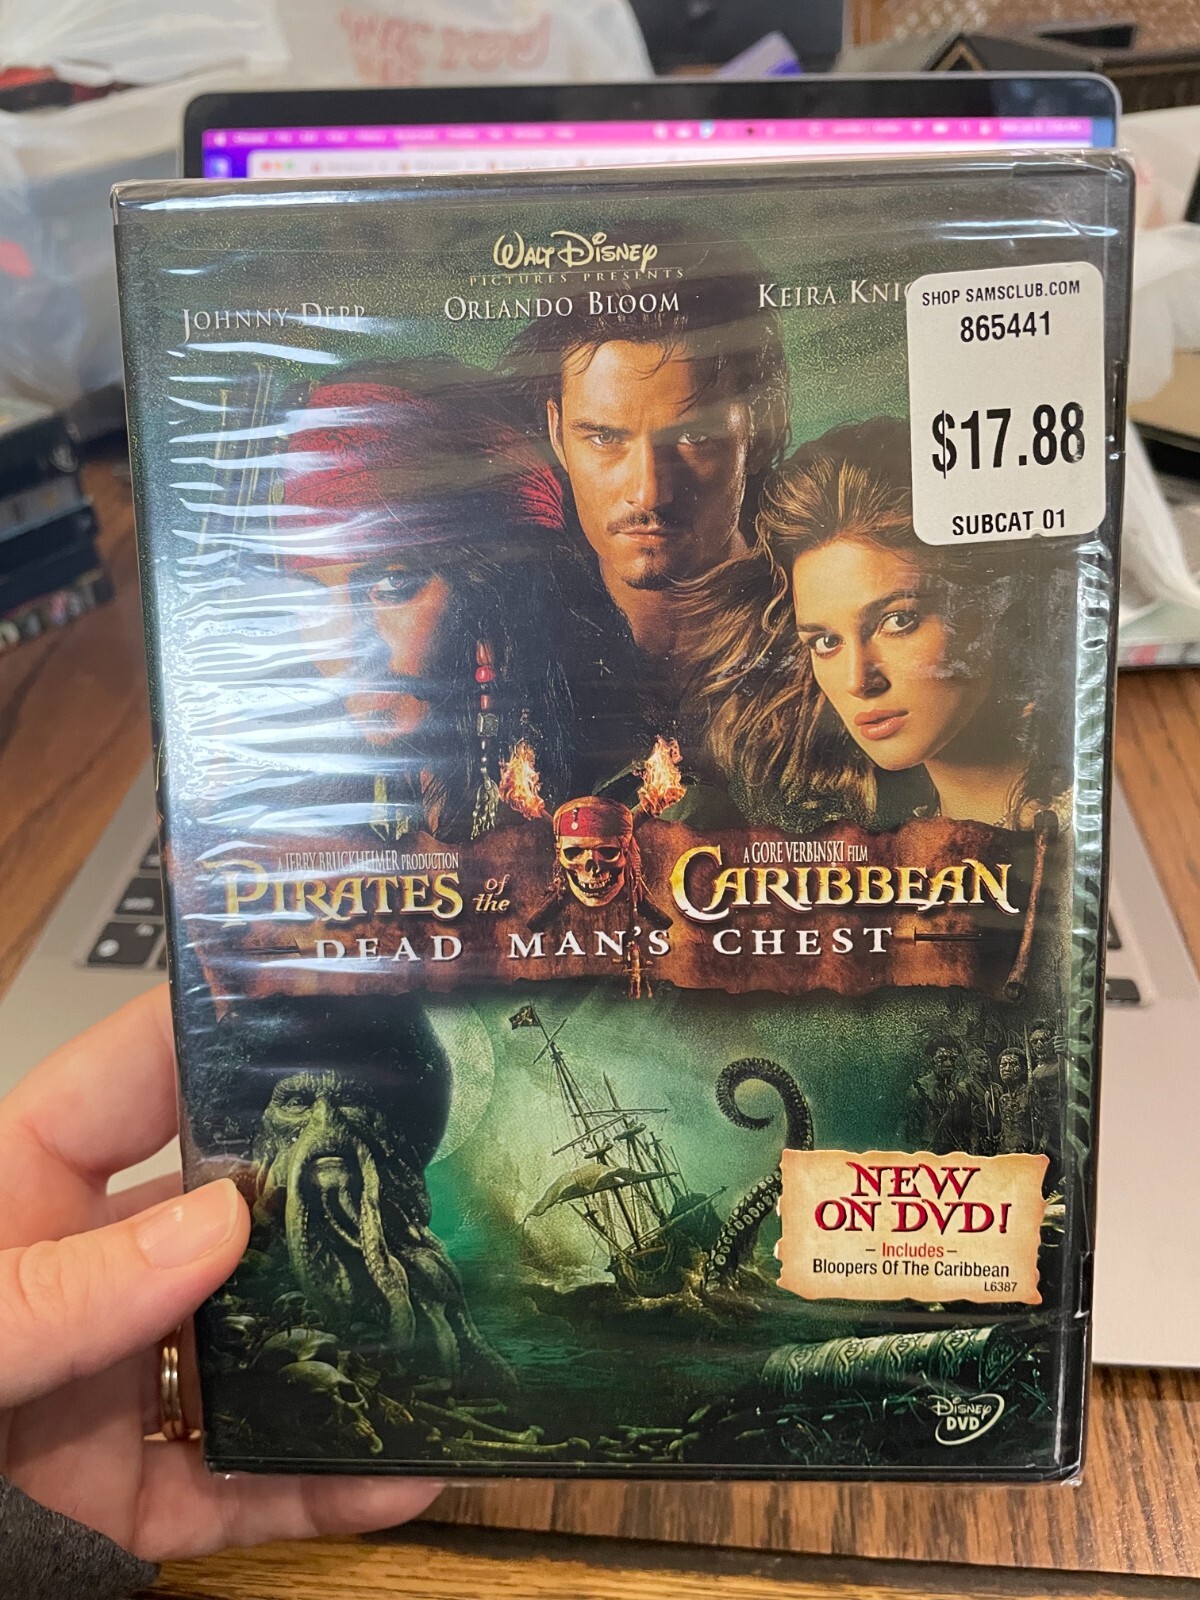 WALT DISNEY
PICTURES PRESENTS
JOHNNY DEPP
ORLANDO BLOOM
KEIRA
SHOP SAMSCLUB.COM
865441
$17.88
SUBCAT 01
A JERRY BRUCKHEIMER PRODUCTION
A GORE VERBINSKI FILM
PIRATES of the CARIBBEAN
DEAD MAN'S CHEST
NEW
ON DVD!
– Includes –
Bloopers Of The Caribbean
L6387
DISNEY
DVD